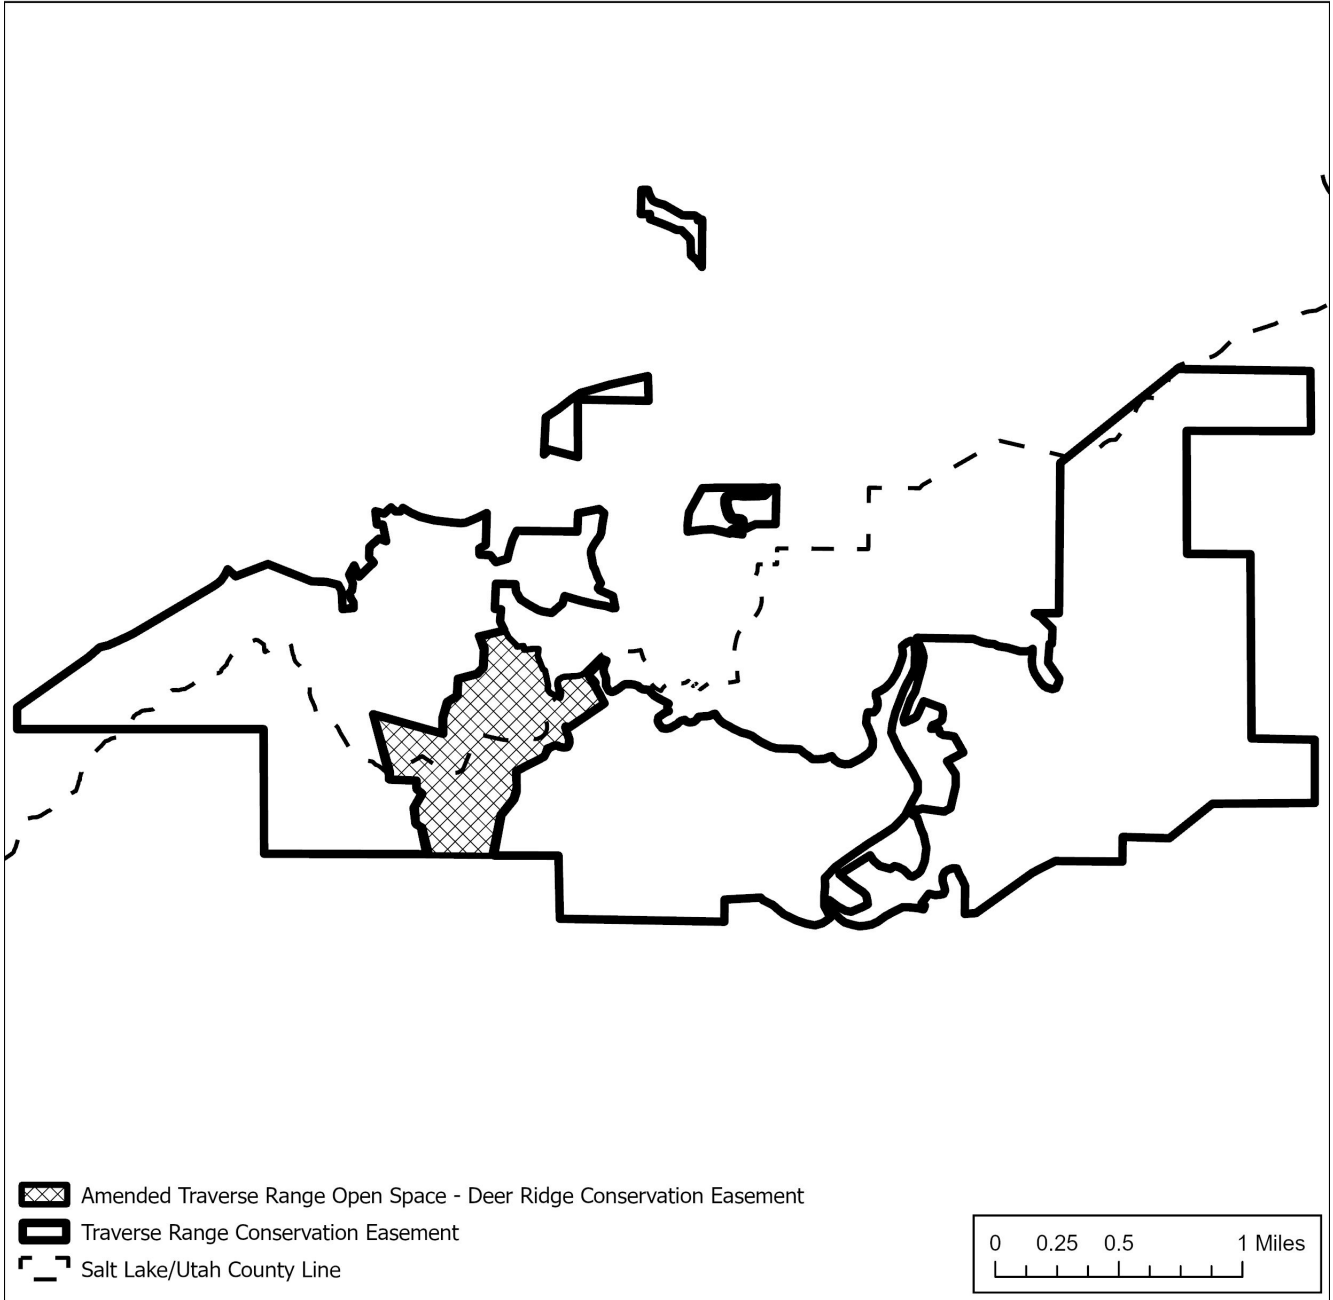 Amended Traverse Range Open Space - Deer Ridge Conservation Easement
Traverse Range Conservation Easement
Salt Lake/Utah County Line
0 0.25 0.5 1 Miles